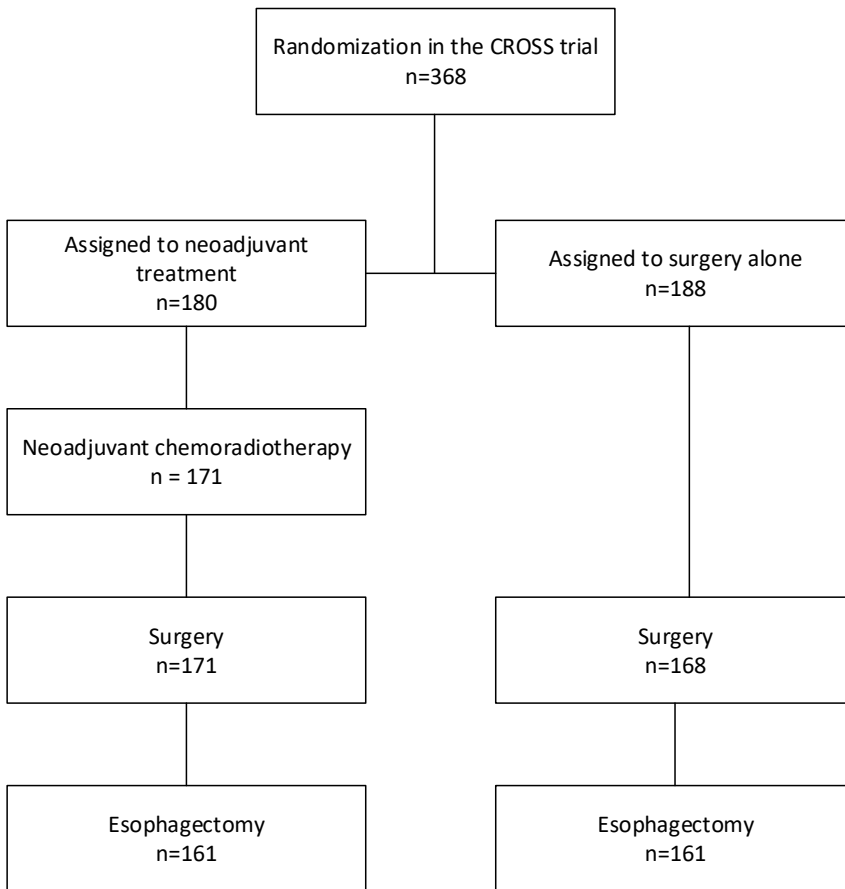 Randomization in the CROSS trial
n=368
Assigned to neoadjuvant
treatment
n=180
Assigned to surgery alone
n=188
Neoadjuvant chemoradiotherapy
n = 171
Surgery
n=171
Surgery
n=168
Esophagectomy
n=161
Esophagectomy
n=161